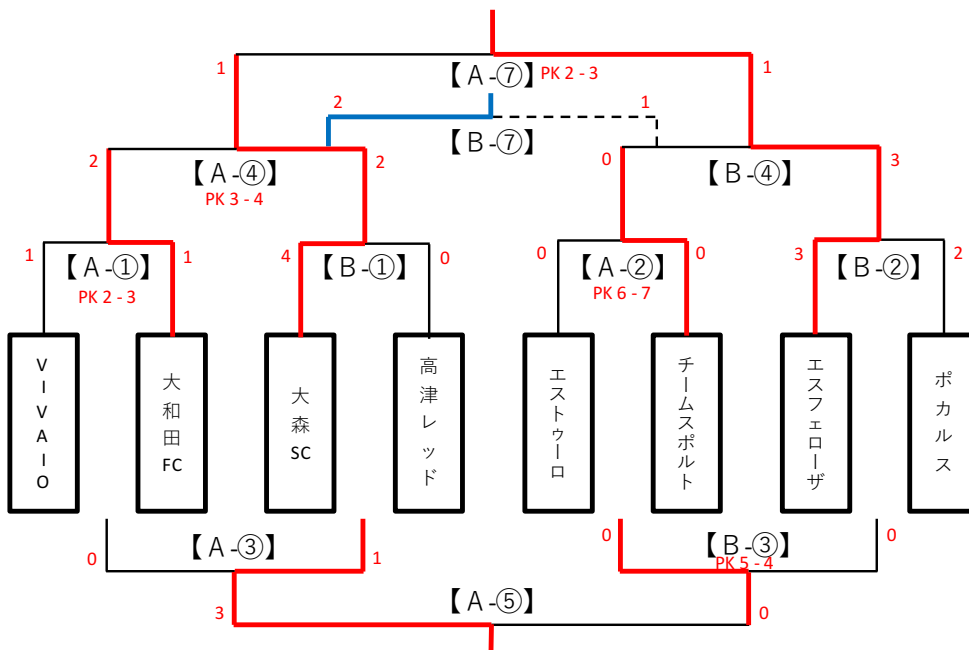 1
1
【A-⑦】
PK 2 - 3
2
1
【B-⑦】
2
2
0
3
【A-④】
【B-④】
PK 3 - 4
1
1
4
0
0
0
3
2
【A-①】
【B-①】
【A-②】
【B-②】
PK 2 - 3
PK 6 - 7
VIVAIO
大和田FC
大森SC
高津レッド
エストゥーロ
チームスポルト
エスフェローザ
ポカルス
0
【A-③】
1
0
【B-③】
0
PK 5 - 4
3
【A-⑤】
0